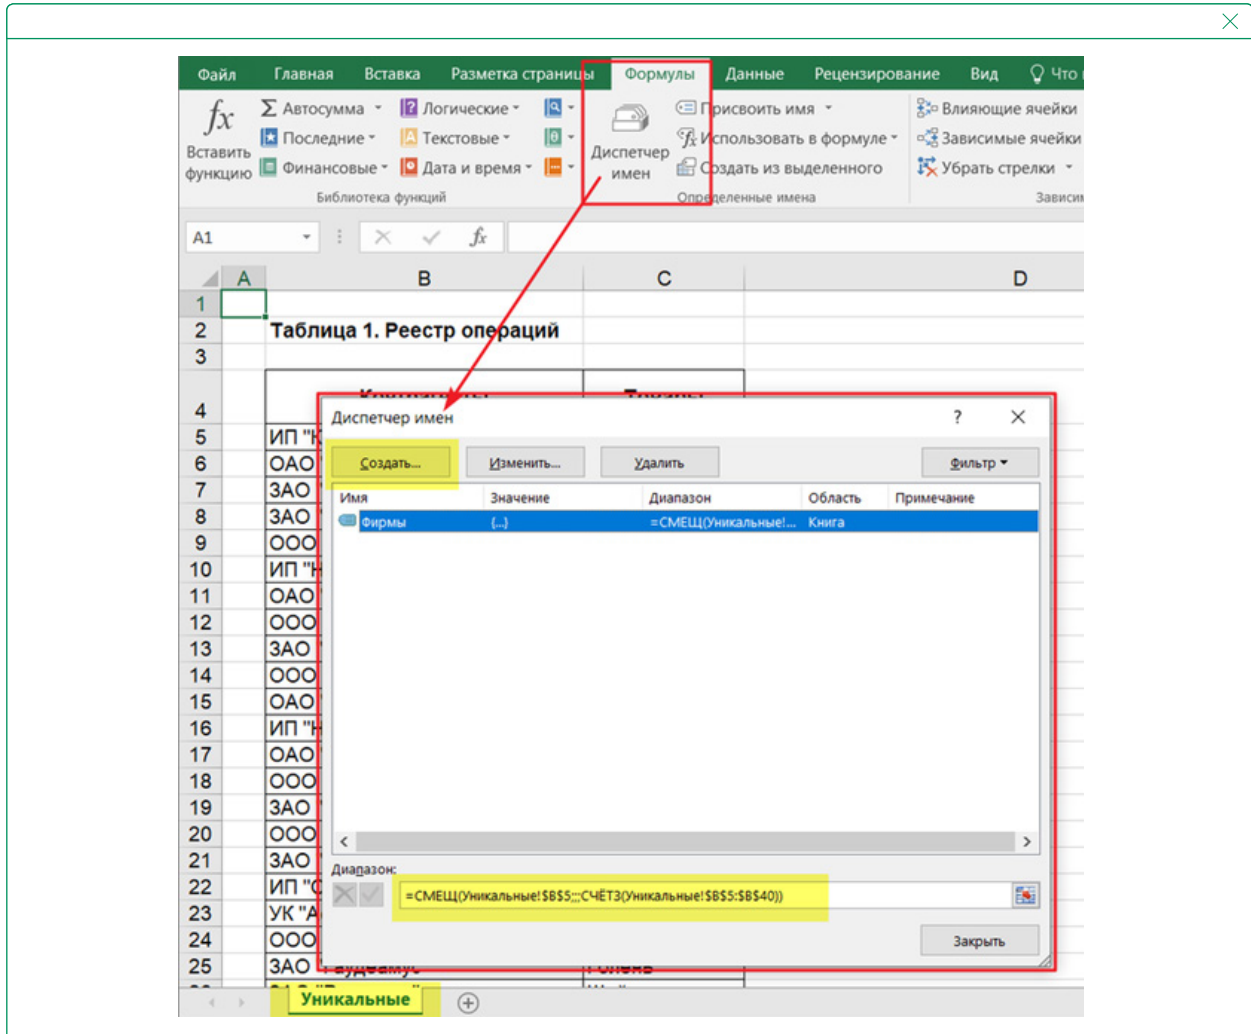 Файл Главная Вставка Разметка страницы Формулы Данные Рецензирование Вид Что
fx Σ Автосумма Логические Присвоить имя Влияющие ячейки
Последние Текстовые Использовать в формуле Зависимые ячейки
Вставить функцию Финансовые Дата и время Диспетчер имен Создать из выделенного Убрать стрелки
Библиотека функций Определенные имена
A1 fx
A B C D
1
2 Таблица 1. Реестр операций
3
4
Диспетчер имен ?
5 ИП
6 ОАО Создать... Изменить... Удалить Фильтр
7 ЗАО Имя Значение Диапазон Область Примечание
8 ЗАО Фирмы {...} =СМЕЩ(Уникальные!... Книга
9 ООО
10 ИП "Н
11 ОАО
12 ООО
13 ЗАО
14 ООО
15 ОАО
16 ИП "Н
17 ОАО
18 ООО
19 ЗАО
20 ООО
21 ЗАО
Диапазон:
22 ИП =СМЕЩ(Уникальные!$B$5;;;СЧЁТЗ(Уникальные!$B$5:$B$40))
23 УК "А
24 ООО Закрыть
25 ЗАО
Уникальные